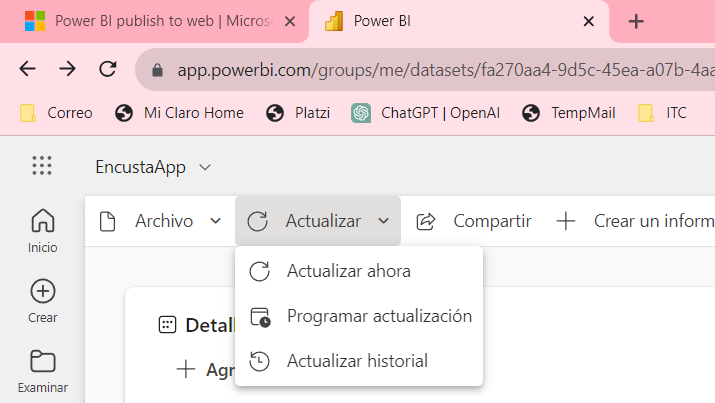 Power BI publish to web | Micros
Power BI
app.powerbi.com/groups/me/datasets/fa270aa4-9d5c-45ea-a07b-4aa
Correo
Mi Claro Home
Platzi
ChatGPT | OpenAI
TempMail
ITC
EncustaApp
Archivo
Actualizar
Compartir
Crear un inform
Inicio
Crear
Examinar
Actualizar ahora
Programar actualización
Actualizar historial
Detall
Agr